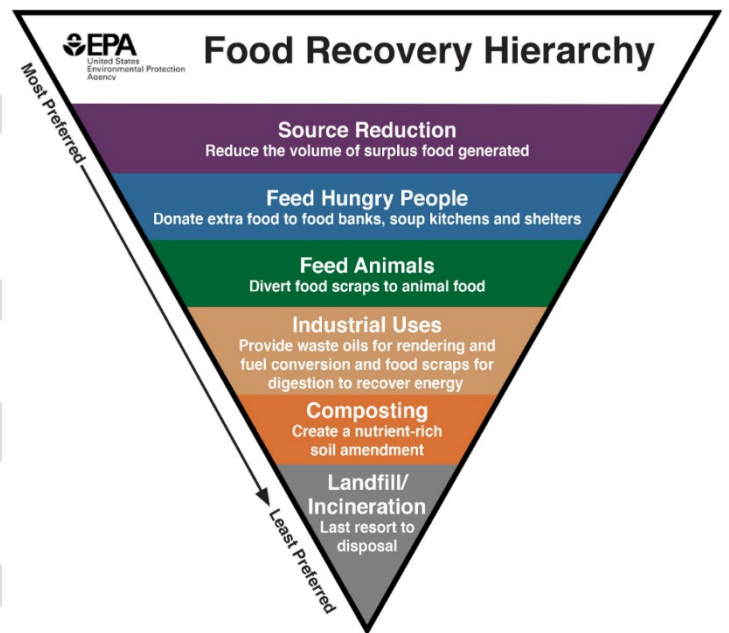 EPA
United States
Environmental Protection
Agency
Food Recovery Hierarchy
Most Preferred
Source Reduction
Reduce the volume of surplus food generated
Feed Hungry People
Donate extra food to food banks, soup kitchens and shelters
Feed Animals
Divert food scraps to animal food
Industrial Uses
Provide waste oils for rendering and
fuel conversion and food scraps for
digestion to recover energy
Composting
Create a nutrient-rich
soil amendment
Landfill/
Incineration
Last resort to
disposal
Least Preferred